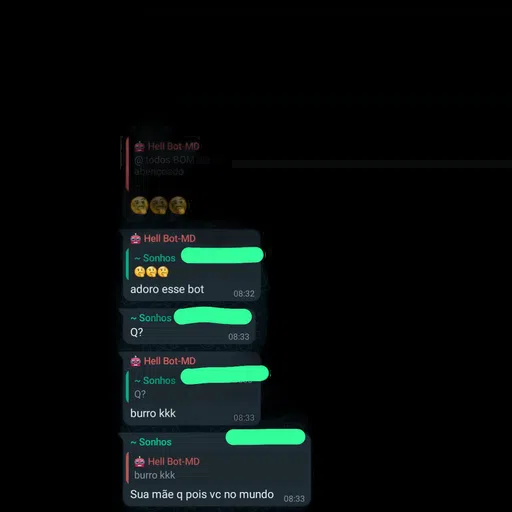 Hell Bot-MD
@todos BOM
abençoado
Hell Bot-MD
~ Sonhos
🤔🤔🤔
adoro esse bot
08:32
~ Sonhos
Q?
08:33
Hell Bot-MD
~ Sonhos
Q?
burro kkk
08:33
~ Sonhos
Hell Bot-MD
burro kkk
Sua mãe q pois vc no mundo
08:33